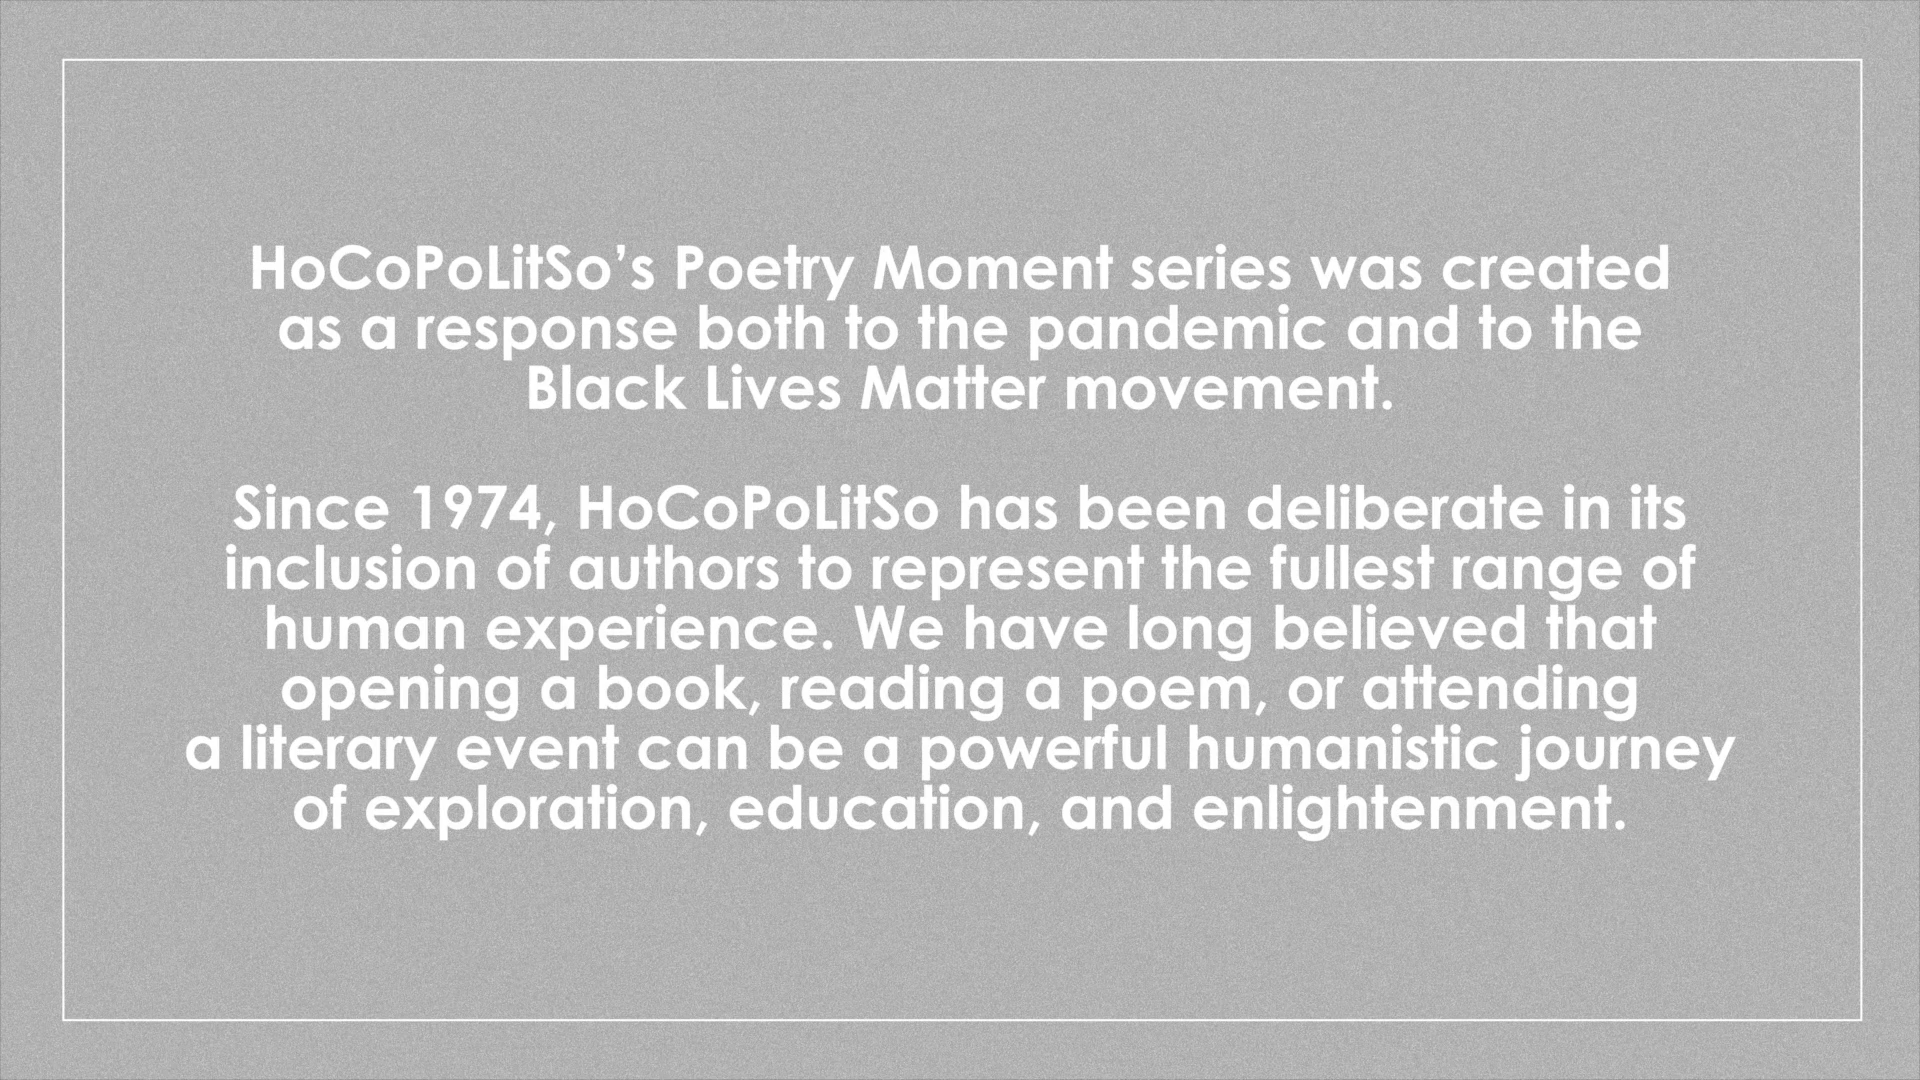 HoCoPoLitSo’s Poetry Moment series was created
as a response both to the pandemic and to the
Black Lives Matter movement.
Since 1974, HoCoPoLitSo has been deliberate in its
inclusion of authors to represent the fullest range of
human experience. We have long believed that
opening a book, reading a poem, or attending
a literary event can be a powerful humanistic journey
of exploration, education, and enlightenment.